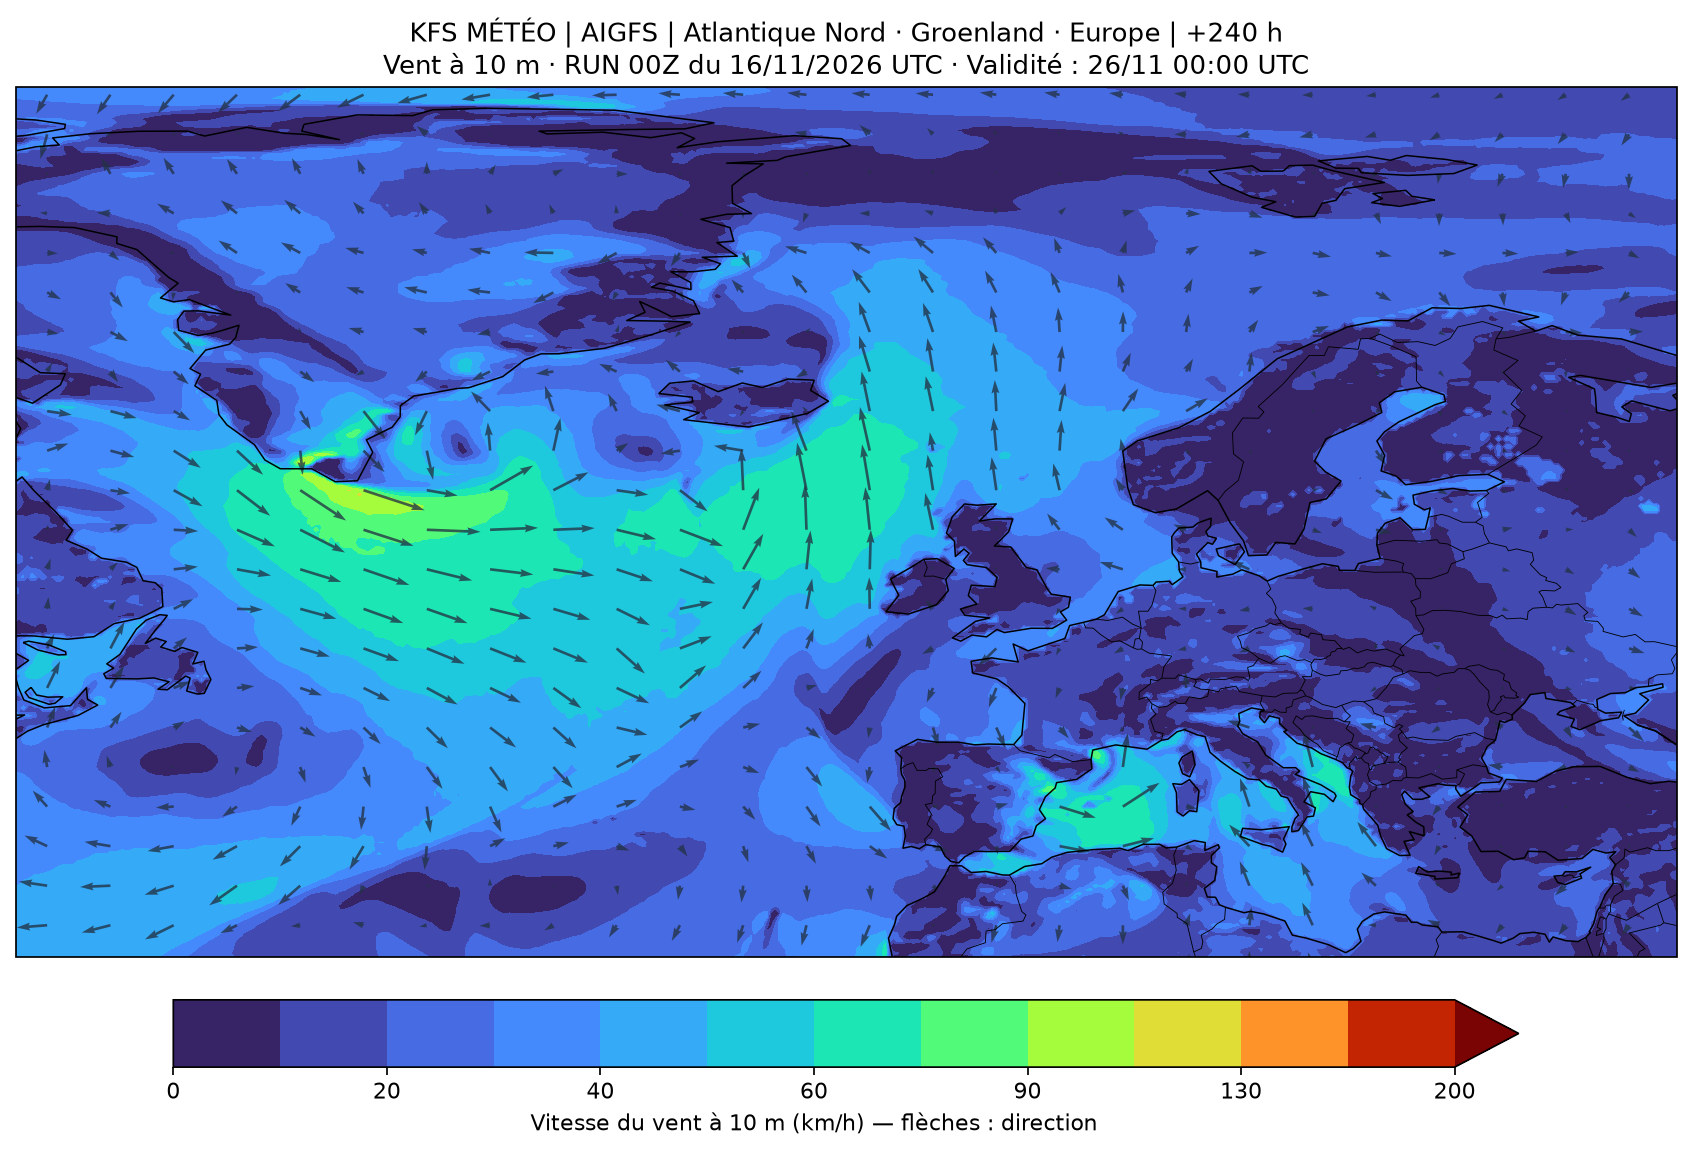 KFS MÉTÉO | AIGFS | Atlantique Nord · Groenland · Europe | +240 h
Vent à 10 m · RUN 00Z du 16/11/2026 UTC · Validité : 26/11 00:00 UTC
0 20 40 60 90 130 200
Vitesse du vent à 10 m (km/h) — flèches : direction